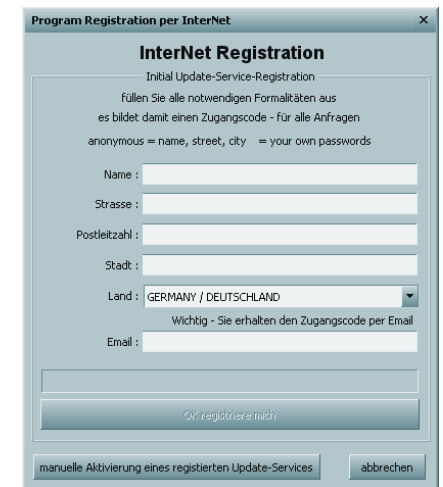 Program Registration per InterNet
InterNet Registration
Initial Update-Service-Registration
füllen Sie alle notwendigen Formalitäten aus
es bildet damit einen Zugangscode - für alle Anfragen
anonymous = name, street, city = your own passwords
Name :
Strasse :
Postleitzahl :
Stadt :
Land : GERMANY / DEUTSCHLAND
Wichtig - Sie erhalten den Zugangscode per Email
Email :
OK registriere mich
manuelle Aktivierung eines registrierten Update-Services abbrechen